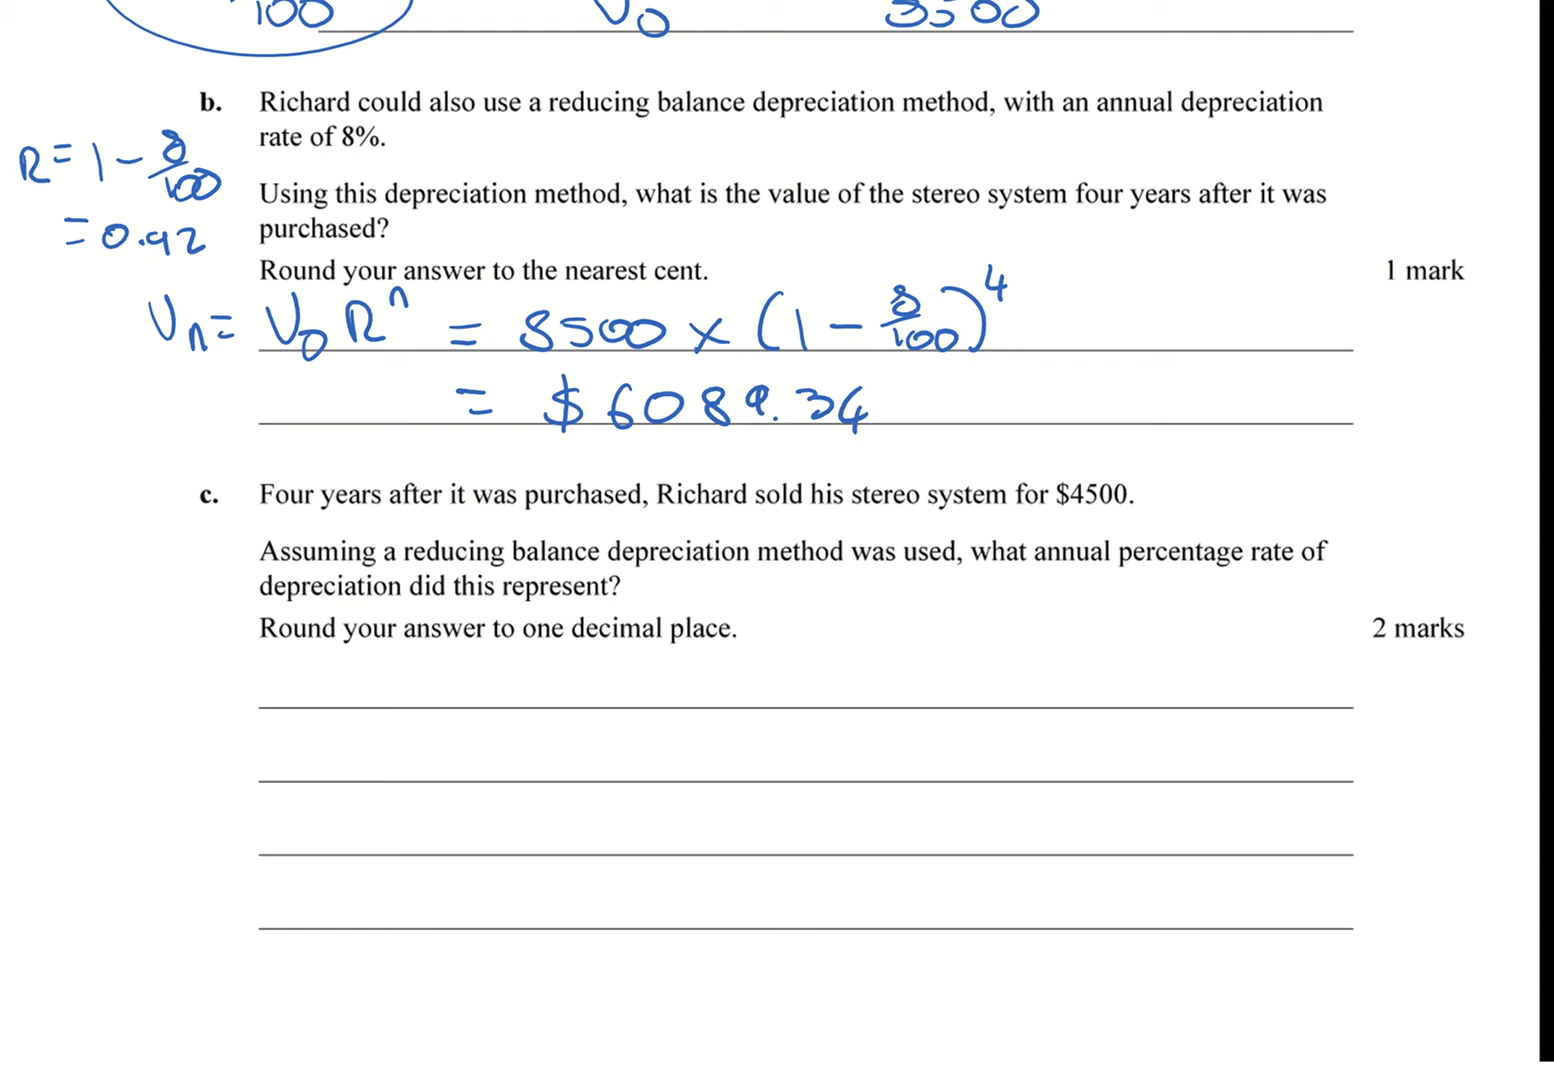 100 V₀ 8500
b. Richard could also use a reducing balance depreciation method, with an annual depreciation
rate of 8%.
R = 1 - 8/100
= 0.92
Using this depreciation method, what is the value of the stereo system four years after it was
purchased?
Round your answer to the nearest cent. 1 mark
Vₙ = V₀ Rⁿ = 8500 × (1 - 8/100)⁴
= $6089.34
c. Four years after it was purchased, Richard sold his stereo system for $4500.
Assuming a reducing balance depreciation method was used, what annual percentage rate of
depreciation did this represent?
Round your answer to one decimal place. 2 marks